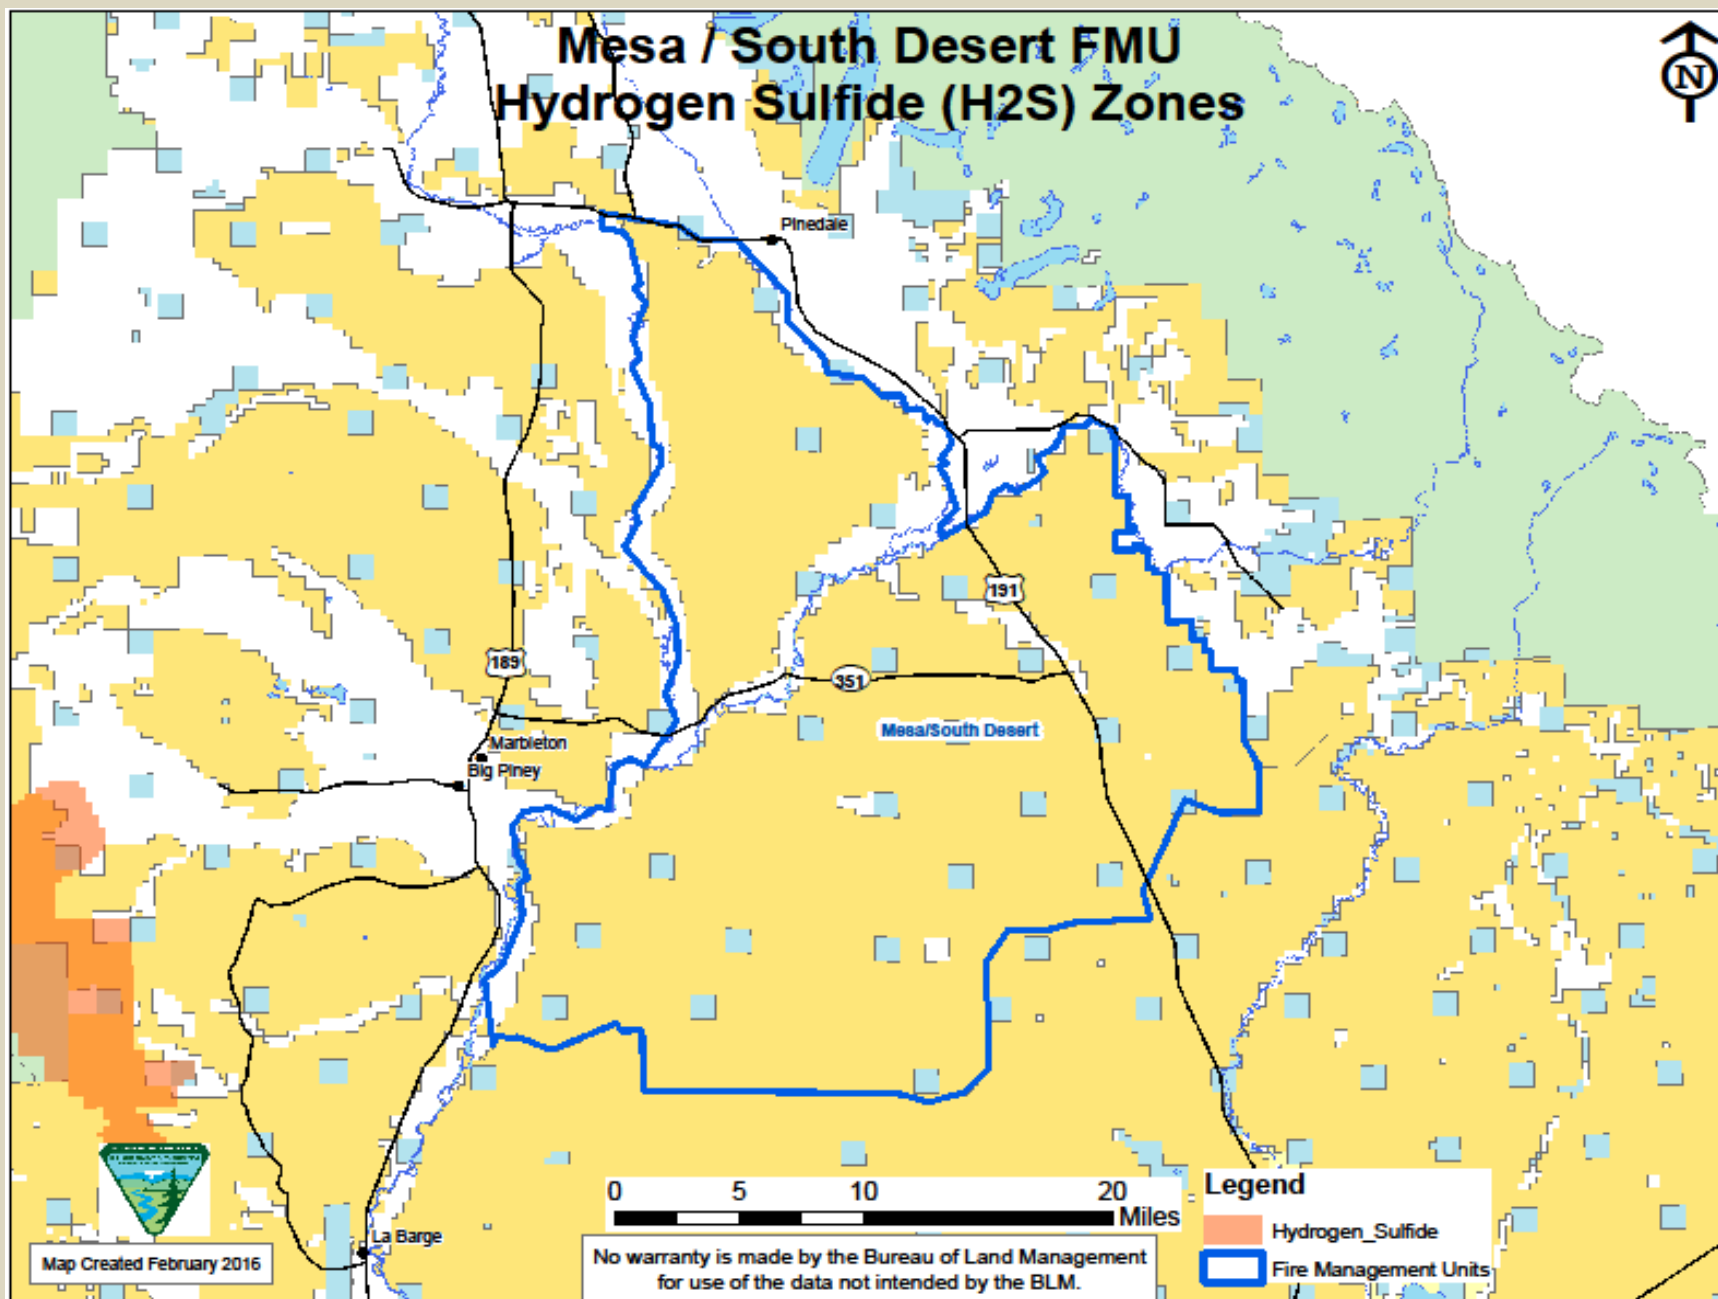 Mesa / South Desert FMU
Hydrogen Sulfide (H2S) Zones
N
Pinedale
191
189
351
Mesa/South Desert
Marbleton
Big Piney
La Barge
0 5 10 20
Miles
Legend
Hydrogen_Sulfide
Fire Management Units
Map Created February 2016
No warranty is made by the Bureau of Land Management
for use of the data not intended by the BLM.